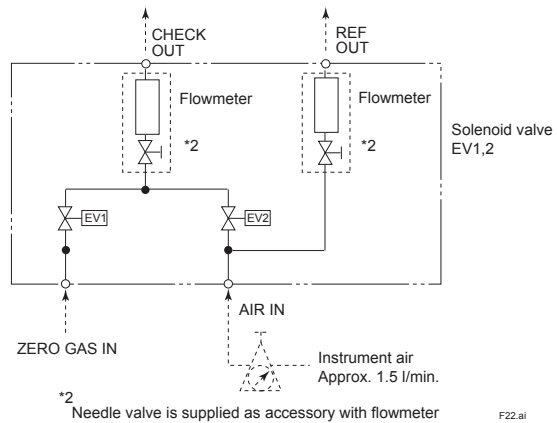 CHECK
OUT
REF
OUT
Flowmeter
Flowmeter
Solenoid valve
EV1,2
*2
*2
EV1
EV2
AIR IN
ZERO GAS IN
Instrument air
Approx. 1.5 l/min.
*2
Needle valve is supplied as accessory with flowmeter
F22.ai